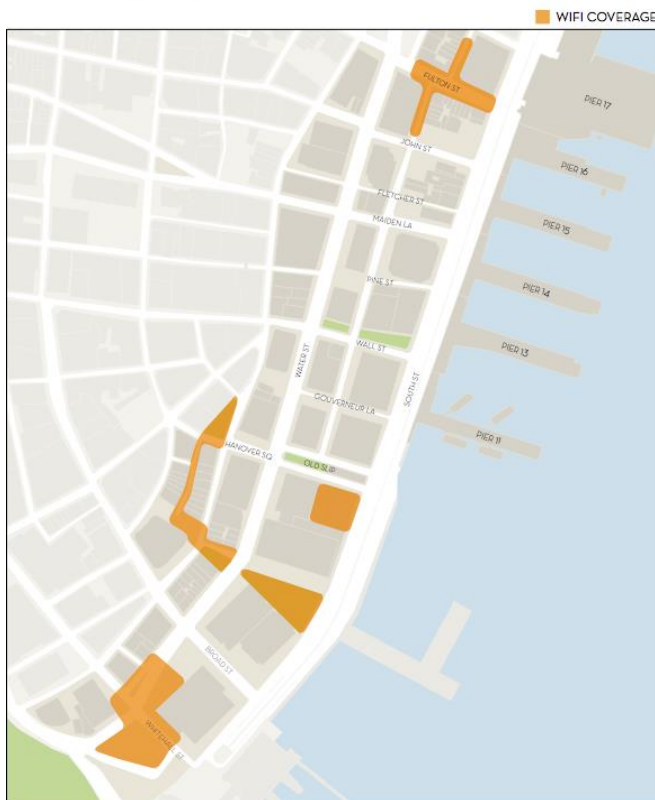 WIFI COVERAGE
FULTON ST
PIER 17
JOHN ST
PIER 16
FLETCHER ST
MAIDEN LA
PIER 15
PINE ST
PIER 14
WALL ST
WATER ST
PIER 13
SOUTH ST
GOUVERNEUR LA
PIER 11
HANOVER SQ
OLD SLIP
BROAD ST
WHITEHALL ST